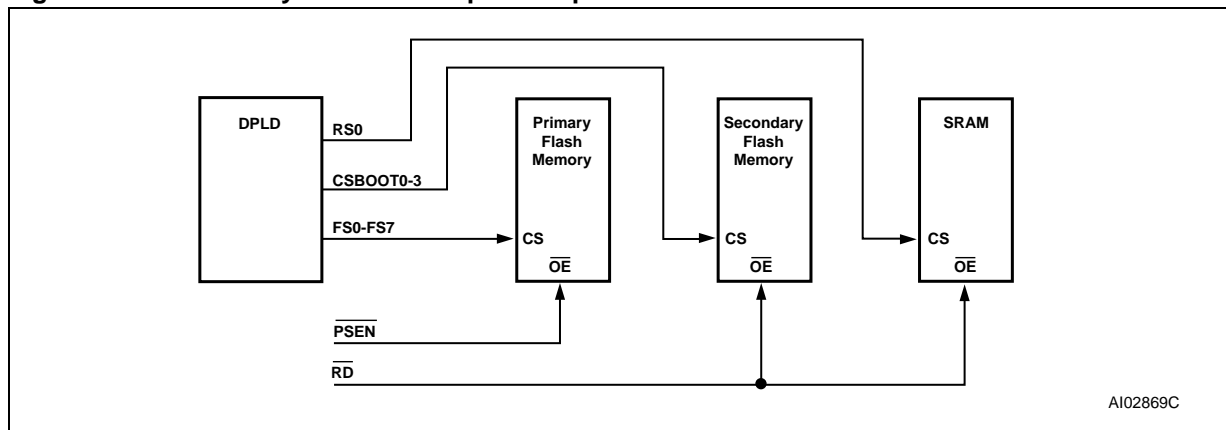 DPLD
RS0
CSBOOT0-3
FS0-FS7
Primary
Flash
Memory
CS
OE
Secondary
Flash
Memory
CS
OE
SRAM
CS
OE
PSEN
RD
AI02869C